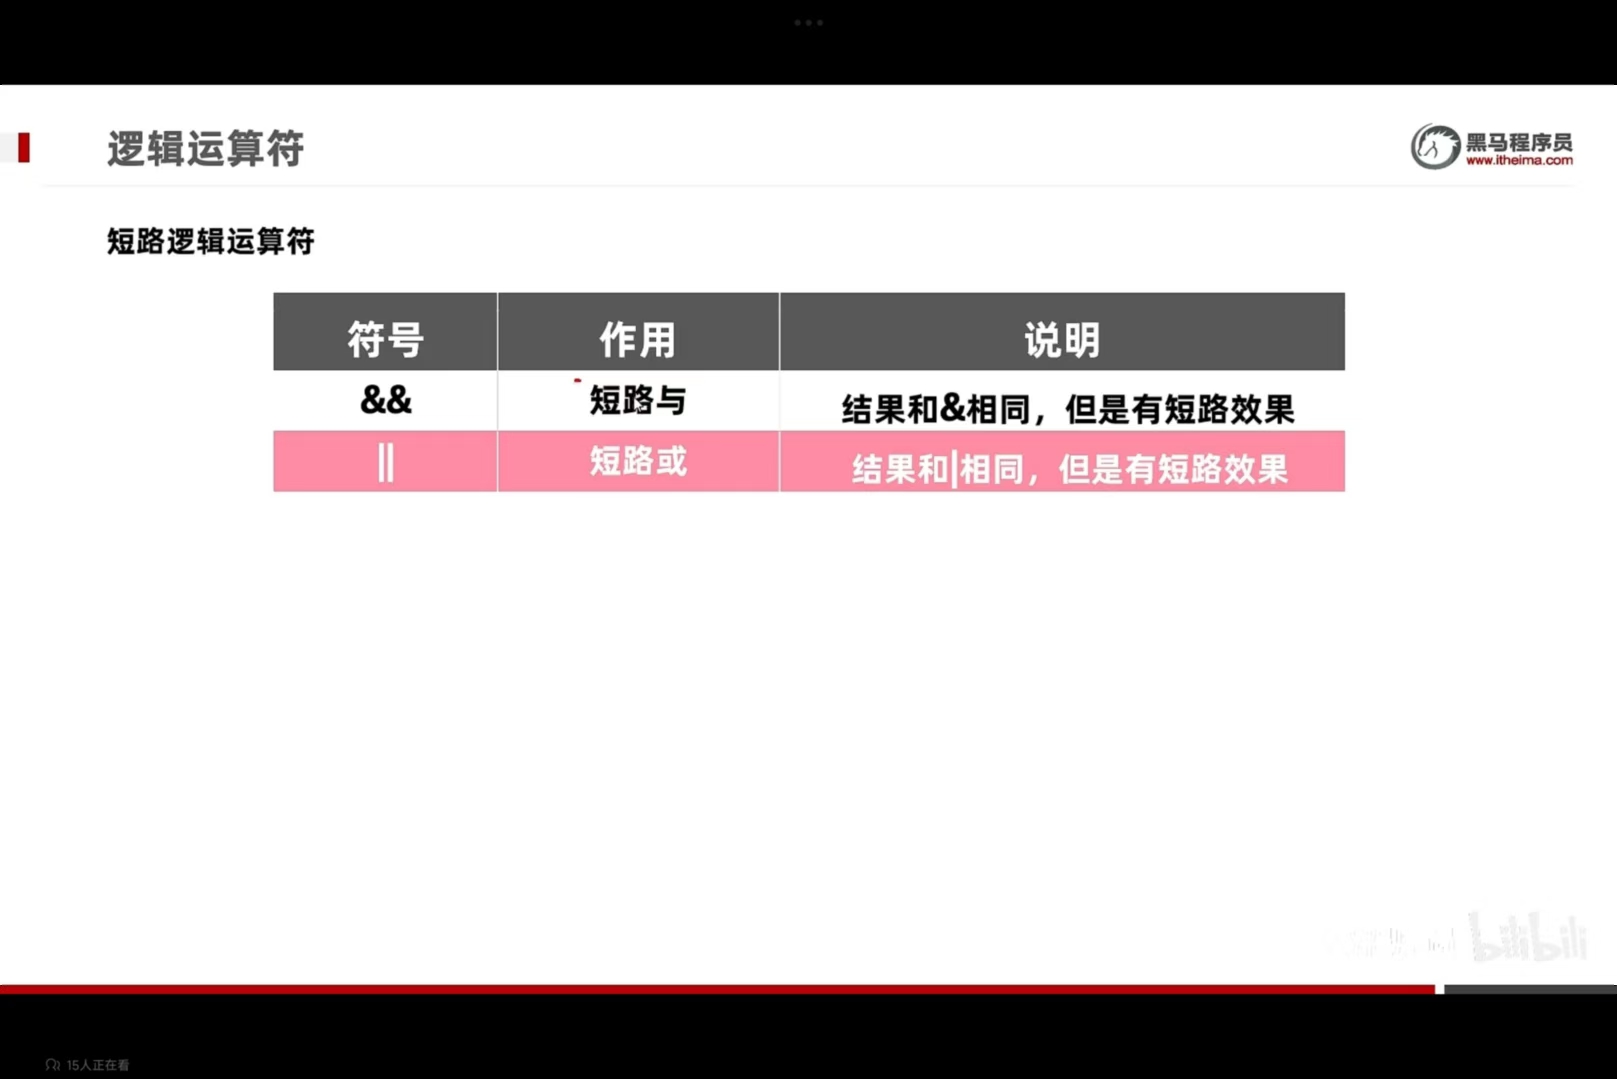 逻辑运算符
黑马程序员
www.itheima.com
短路逻辑运算符
符号 作用 说明
&& 短路与 结果和&相同，但是有短路效果
|| 短路或 结果和|相同，但是有短路效果
bilibili
15人正在看